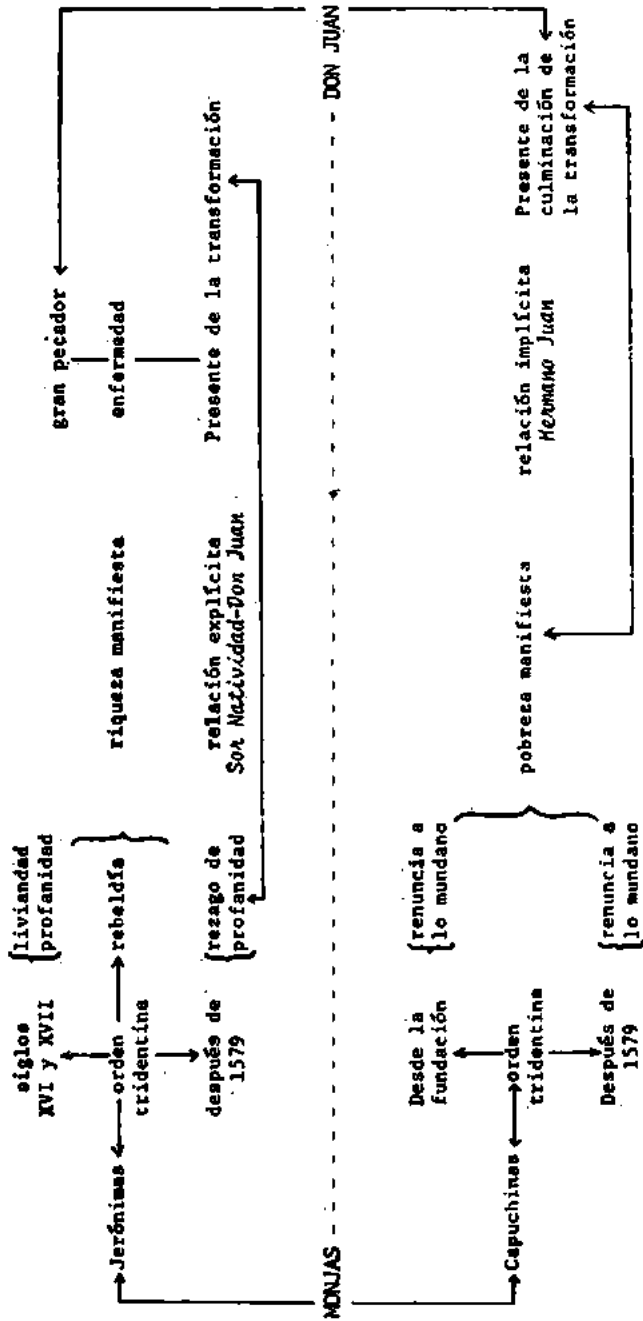 siglos
XVI y XVII
{liviandad
profanidad
gran pecador
Jerónimas
orden
tridentina
rebeldía
riqueza manifiesta
enfermedad
después de
1579
{rezago de
profanidad
relación explícita
Sor Natividad-Don Juan
Presente de la transformación
MONJAS
DON JUAN
Desde la
fundación
{renuncia a
lo mundano
Capuchinas
orden
tridentina
pobreza manifiesta
relación implícita
Hermano Juan
Presente de la
culminación de
la transformación
Después de
1579
{renuncia a
lo mundano